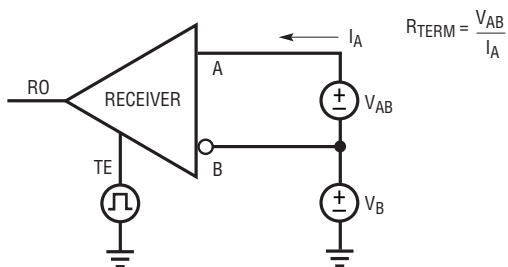 I_A
R_TERM = V_AB / I_A
A
RO
RECEIVER
+
−
V_AB
TE
B
+
−
V_B